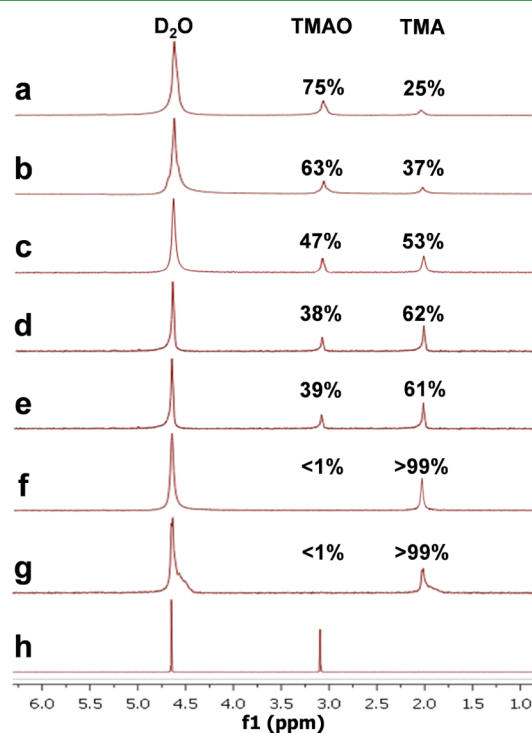 D₂O TMAO TMA
a 75% 25%
b 63% 37%
c 47% 53%
d 38% 62%
e 39% 61%
f <1% >99%
g <1% >99%
h
6.0 5.5 5.0 4.5 4.0 3.5 3.0 2.5 2.0 1.5 1.0
f1 (ppm)